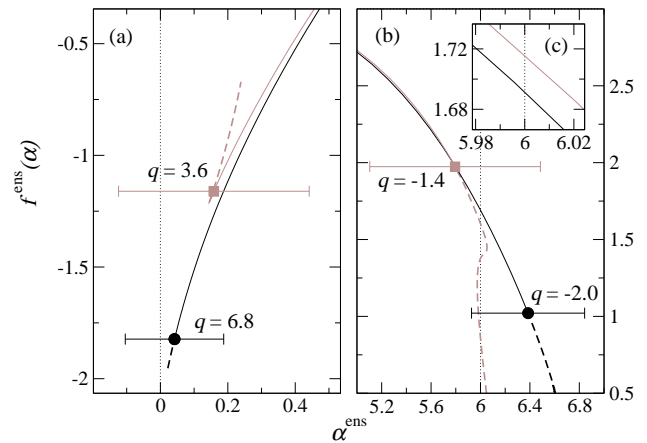 (a)
(b)
(c)
-0.5
-1
-1.5
-2
f^ens(α)
q = 3.6
q = 6.8
0
0.2
0.4
q = -1.4
q = -2.0
1.72
1.68
5.98
6
6.02
2.5
2
1.5
1
0.5
5.2
5.6
6
6.4
6.8
α^ens